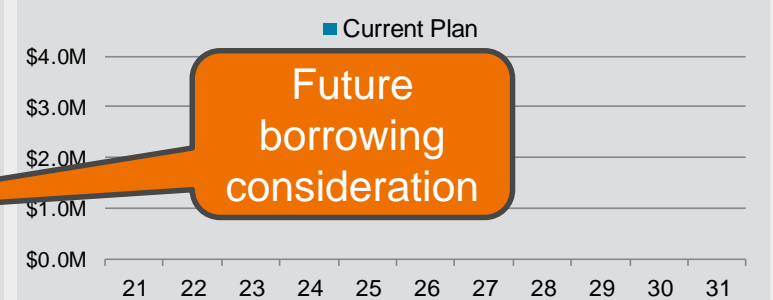 Current Plan
$4.0M
$3.0M
$2.0M
$1.0M
$0.0M
Future
borrowing
consideration
21 22 23 24 25 26 27 28 29 30 31